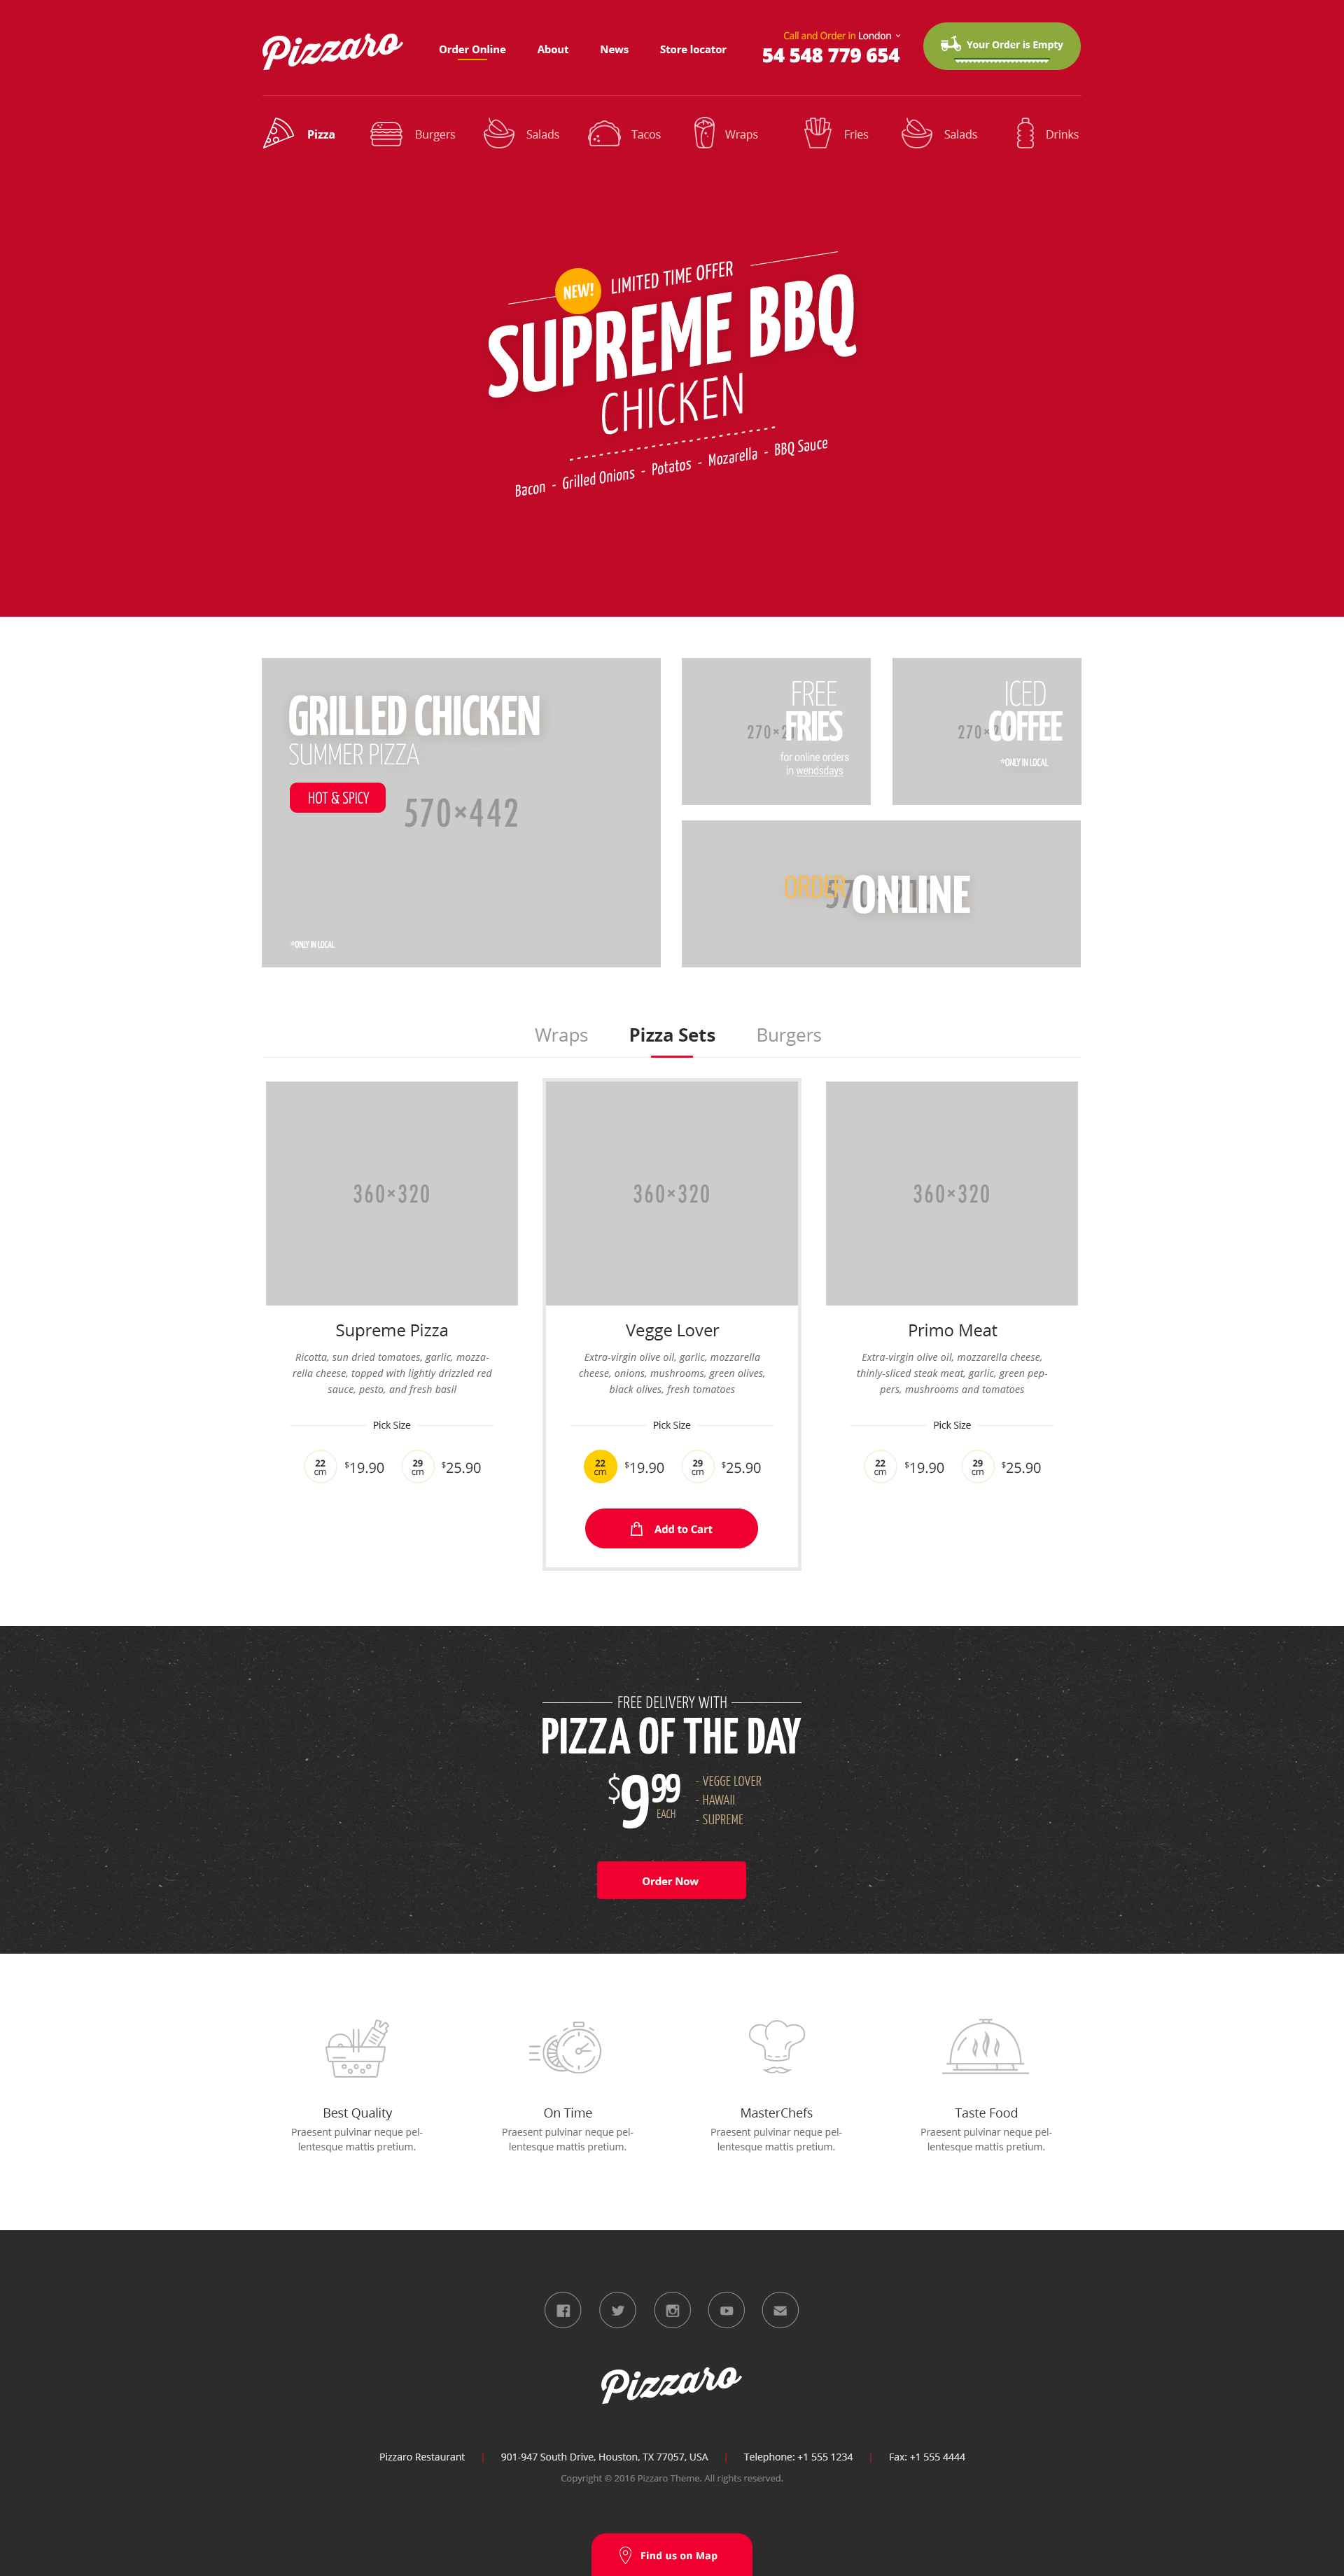 Pizzaro
Order Online
About
News
Store locator
Call and Order in London
54 548 779 654
Your Order is Empty
Pizza
Burgers
Salads
Tacos
Wraps
Fries
Salads
Drinks
NEW!
LIMITED TIME OFFER
SUPREME BBQ
CHICKEN
Bacon - Grilled Onions - Potatos - Mozarella - BBQ Sauce
GRILLED CHICKEN
SUMMER PIZZA
HOT & SPICY
570×442
*ONLY IN LOCAL
FREE
FRIES
for online orders
in wendsdays
ICED
COFFEE
*ONLY IN LOCAL
ORDER ONLINE
Wraps
Pizza Sets
Burgers
360×320
360×320
360×320
Supreme Pizza
Ricotta, sun dried tomatoes, garlic, mozza-
rella cheese, topped with lightly drizzled red
sauce, pesto, and fresh basil
Pick Size
22 cm $19.90 29 cm $25.90
Vegge Lover
Extra-virgin olive oil, garlic, mozzarella
cheese, onions, mushrooms, green olives,
black olives, fresh tomatoes
Pick Size
22 cm $19.90 29 cm $25.90
Add to Cart
Primo Meat
Extra-virgin olive oil, mozzarella cheese,
thinly-sliced steak meat, garlic, green pep-
pers, mushrooms and tomatoes
Pick Size
22 cm $19.90 29 cm $25.90
FREE DELIVERY WITH
PIZZA OF THE DAY
$9 99
EACH
- VEGGE LOVER
- HAWAII
- SUPREME
Order Now
Best Quality
Praesent pulvinar neque pel-
lentesque mattis pretium.
On Time
Praesent pulvinar neque pel-
lentesque mattis pretium.
MasterChefs
Praesent pulvinar neque pel-
lentesque mattis pretium.
Taste Food
Praesent pulvinar neque pel-
lentesque mattis pretium.
Pizzaro
Pizzaro Restaurant | 901-947 South Drive, Houston, TX 77057, USA | Telephone: +1 555 1234 | Fax: +1 555 4444
Copyright © 2016 Pizzaro Theme. All rights reserved.
Find us on Map